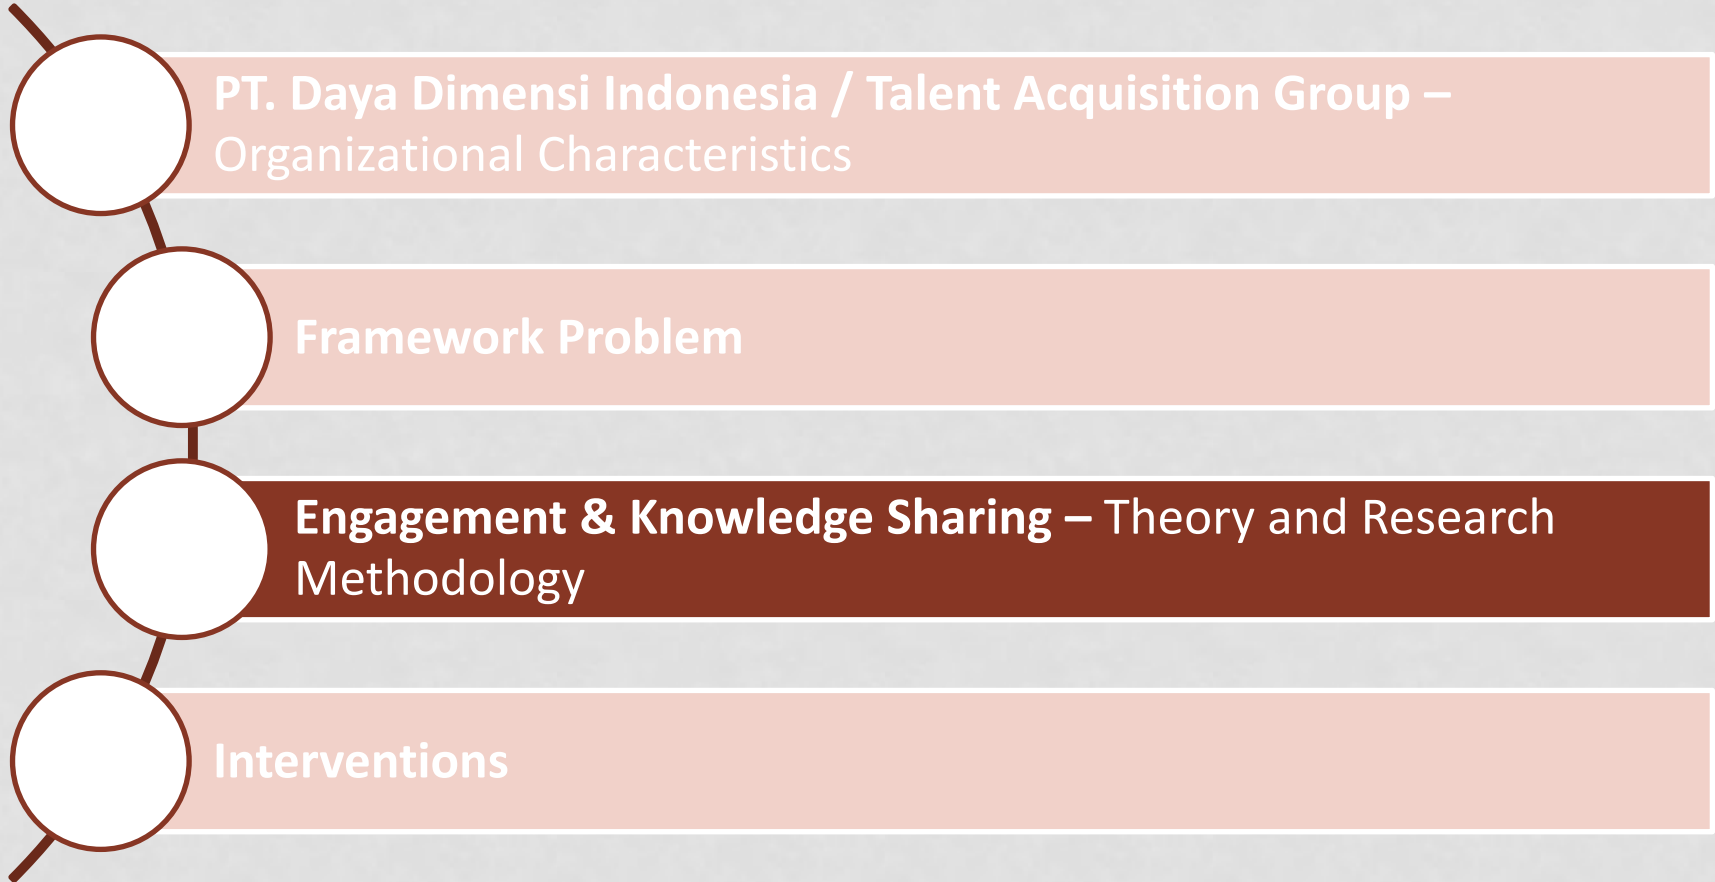 PT. Daya Dimensi Indonesia / Talent Acquisition Group –
Organizational Characteristics
Framework Problem
Engagement & Knowledge Sharing – Theory and Research
Methodology
Interventions